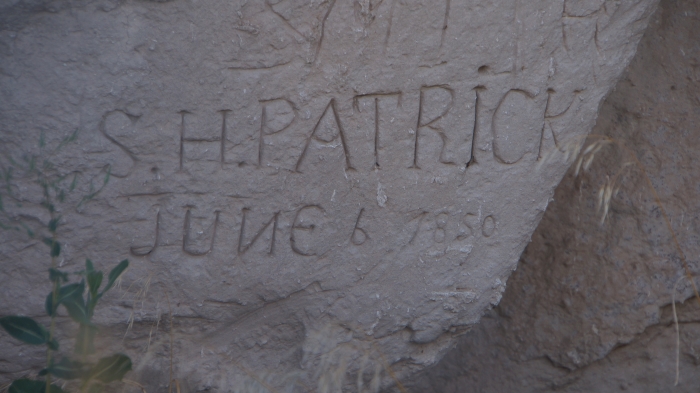 S. H. PATRICK
JUNE 6 1850